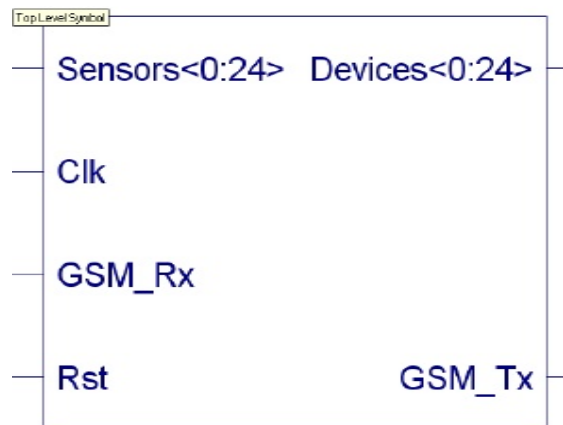 Top Level Symbol
Sensors<0:24> Devices<0:24>
Clk
GSM_Rx
Rst GSM_Tx